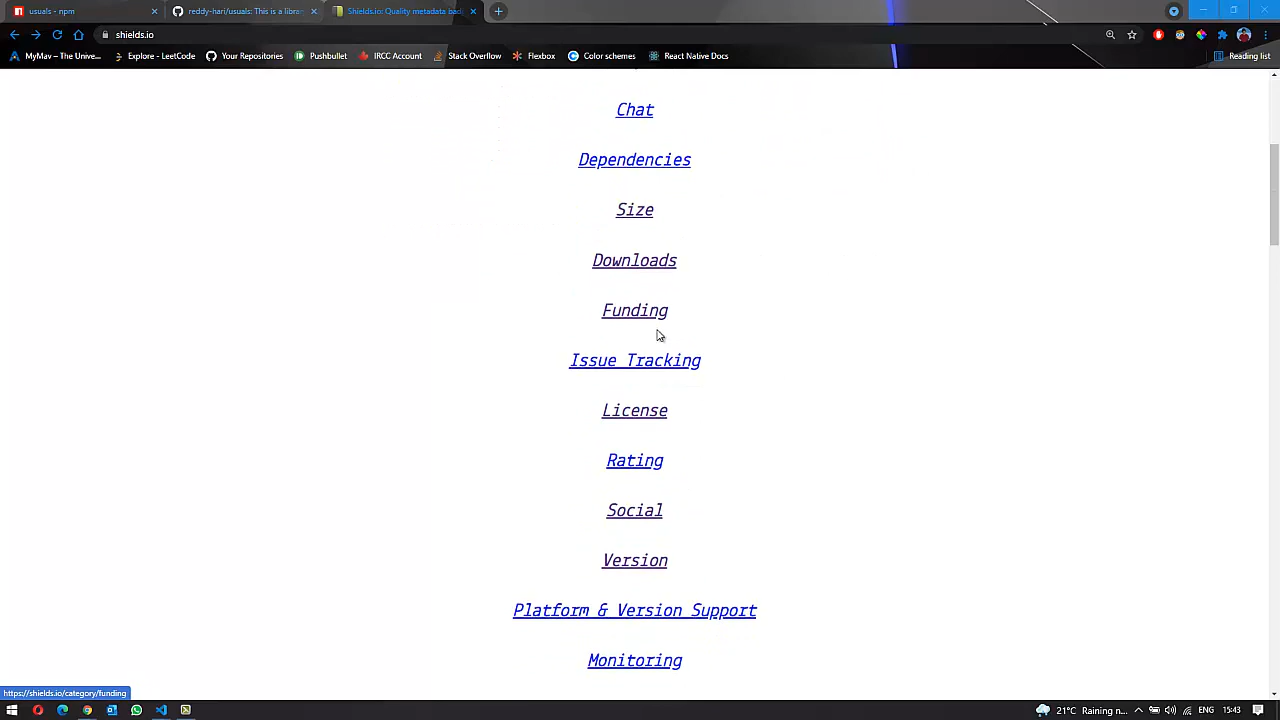 usuals - npm
reddy-hari/usuals: This is a librar
Shields.io: Quality metadata badg
shields.io
MyMav – The Unive...
Explore - LeetCode
Your Repositories
Pushbullet
IRCC Account
Stack Overflow
Flexbox
Color schemes
React Native Docs
Reading list
Chat
Dependencies
Size
Downloads
Funding
Issue Tracking
License
Rating
Social
Version
Platform & Version Support
Monitoring
https://shields.io/category/funding
21°C Raining n...
ENG
15:43